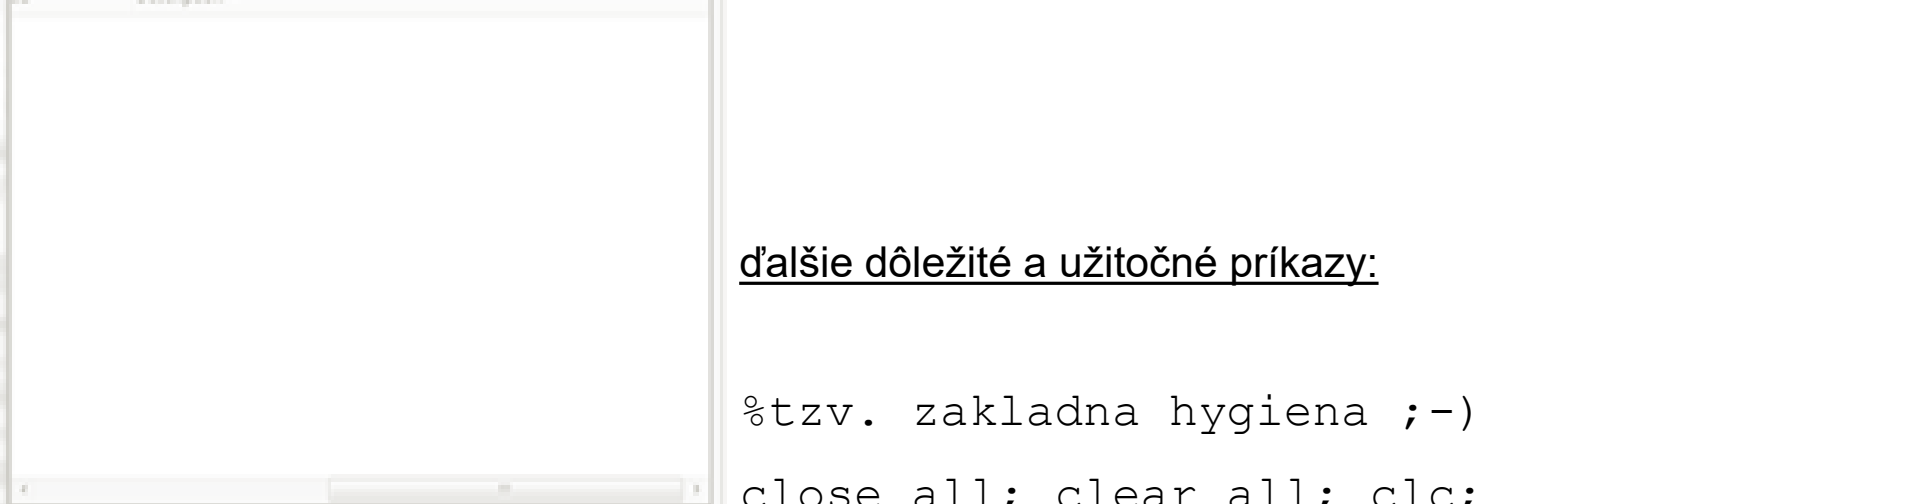 ďalšie dôležité a užitočné príkazy:
%tzv. zakladna hygiena ;-)
close all; clear all; clc;